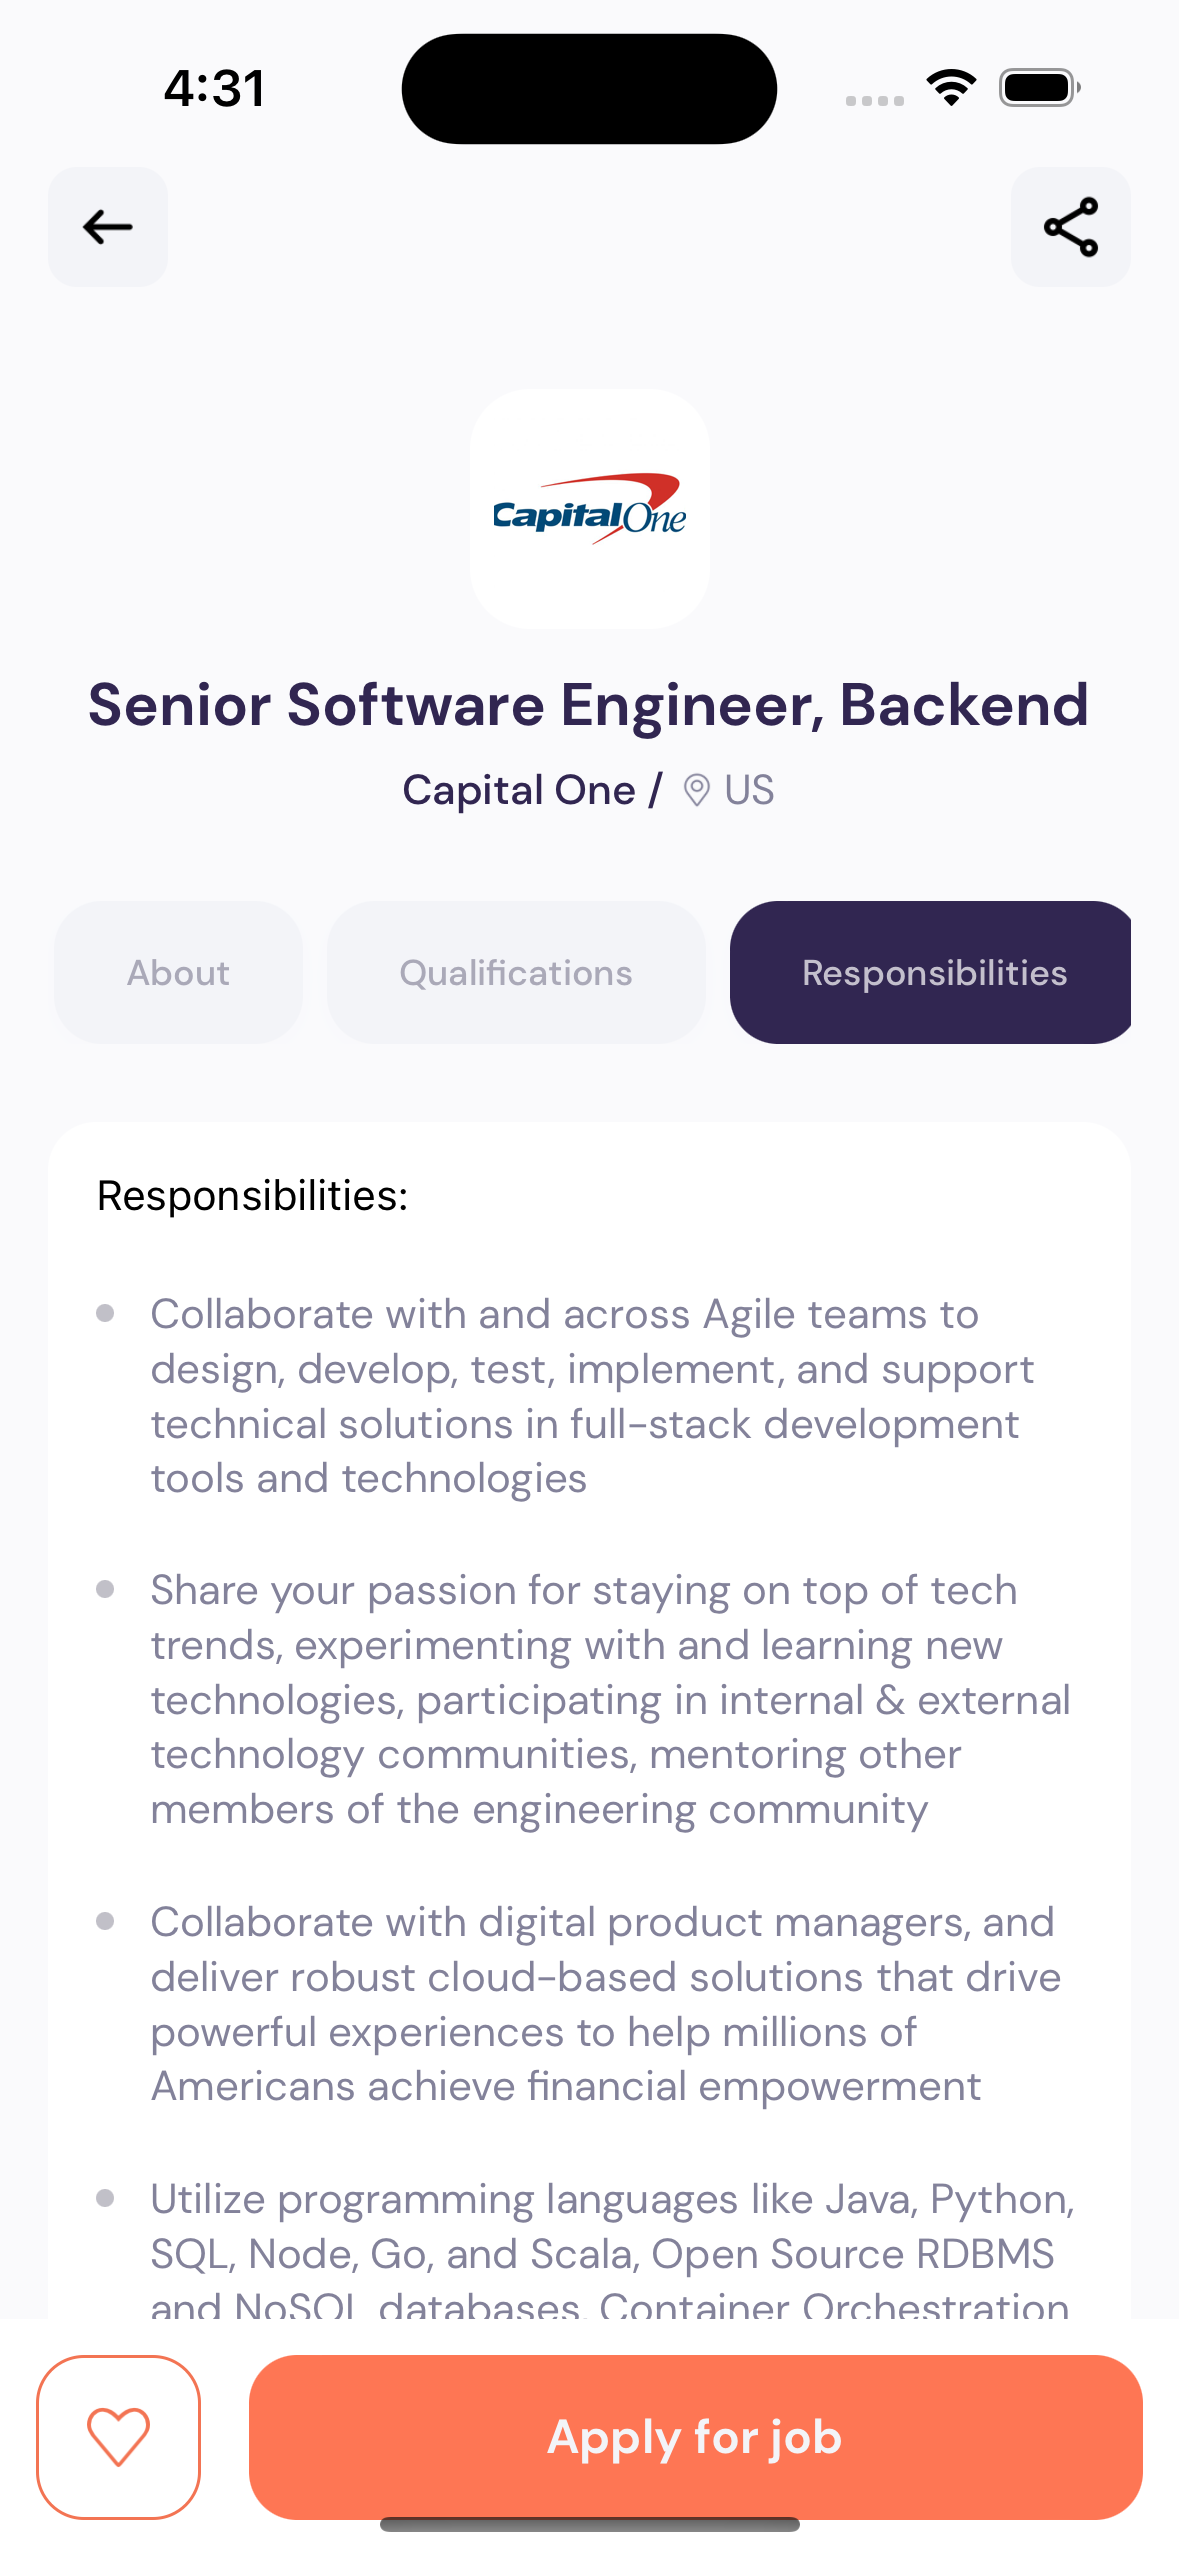 4:31
CapitalOne
Senior Software Engineer, Backend
Capital One / US
About
Qualifications
Responsibilities
Responsibilities:
Collaborate with and across Agile teams to
design, develop, test, implement, and support
technical solutions in full-stack development
tools and technologies
Share your passion for staying on top of tech
trends, experimenting with and learning new
technologies, participating in internal & external
technology communities, mentoring other
members of the engineering community
Collaborate with digital product managers, and
deliver robust cloud-based solutions that drive
powerful experiences to help millions of
Americans achieve financial empowerment
Utilize programming languages like Java, Python,
SQL, Node, Go, and Scala, Open Source RDBMS
and NoSQL databases, Container Orchestration
Apply for job